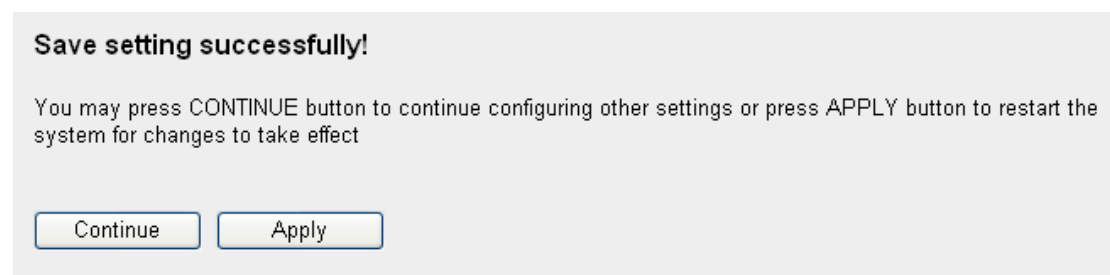 Save setting successfully!
You may press CONTINUE button to continue configuring other settings or press APPLY button to restart the
system for changes to take effect
Continue
Apply